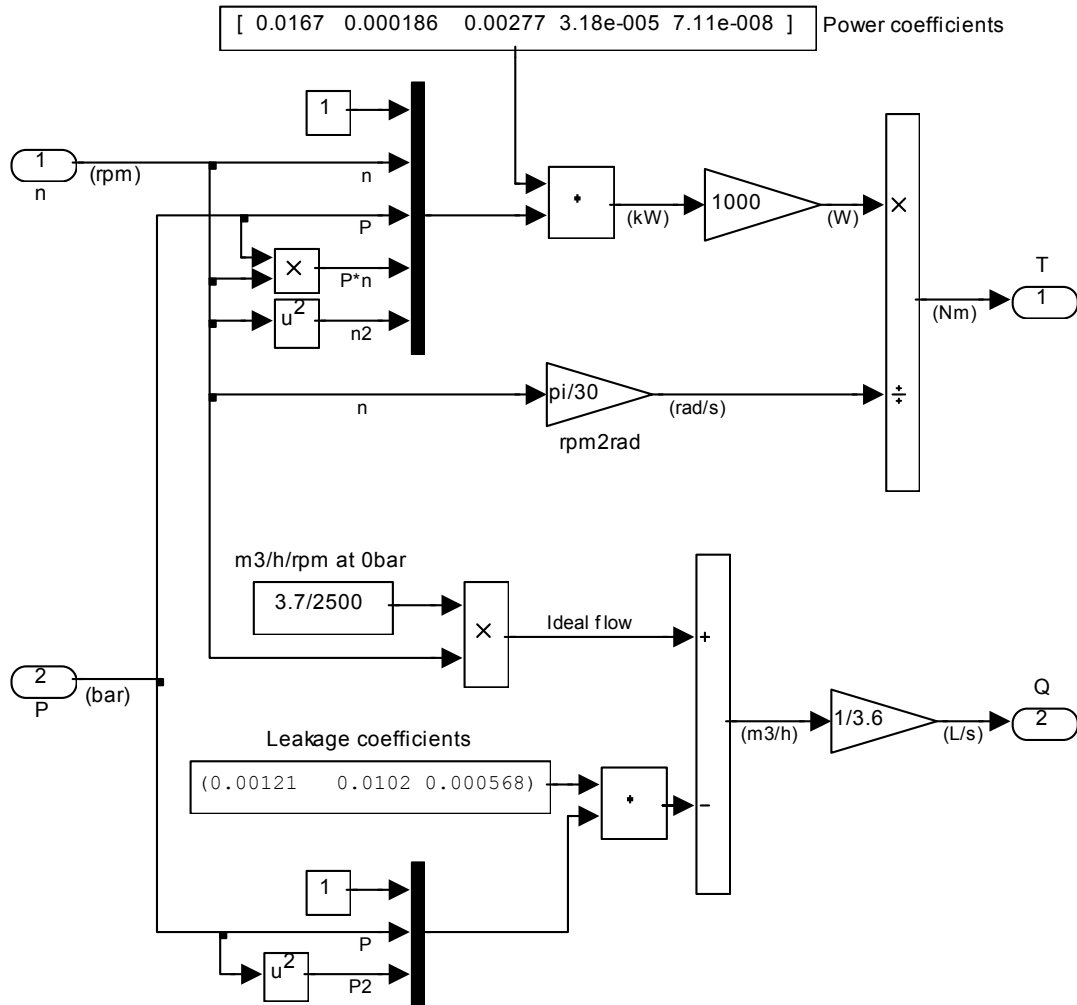 [ 0.0167 0.000186 0.00277 3.18e-005 7.11e-008 ] Power coefficients
1
1
n
(rpm)
n
P
×
P*n
u2
n2
(kW)
1000
(W)
×
T
1
(Nm)
n
pi/30
(rad/s)
÷
rpm2rad
m3/h/rpm at 0bar
3.7/2500
×
Ideal flow
+
2
P
(bar)
Q
2
(m3/h)
1/3.6
(L/s)
Leakage coefficients
(0.00121 0.0102 0.000568)
−
1
P
u2
P2